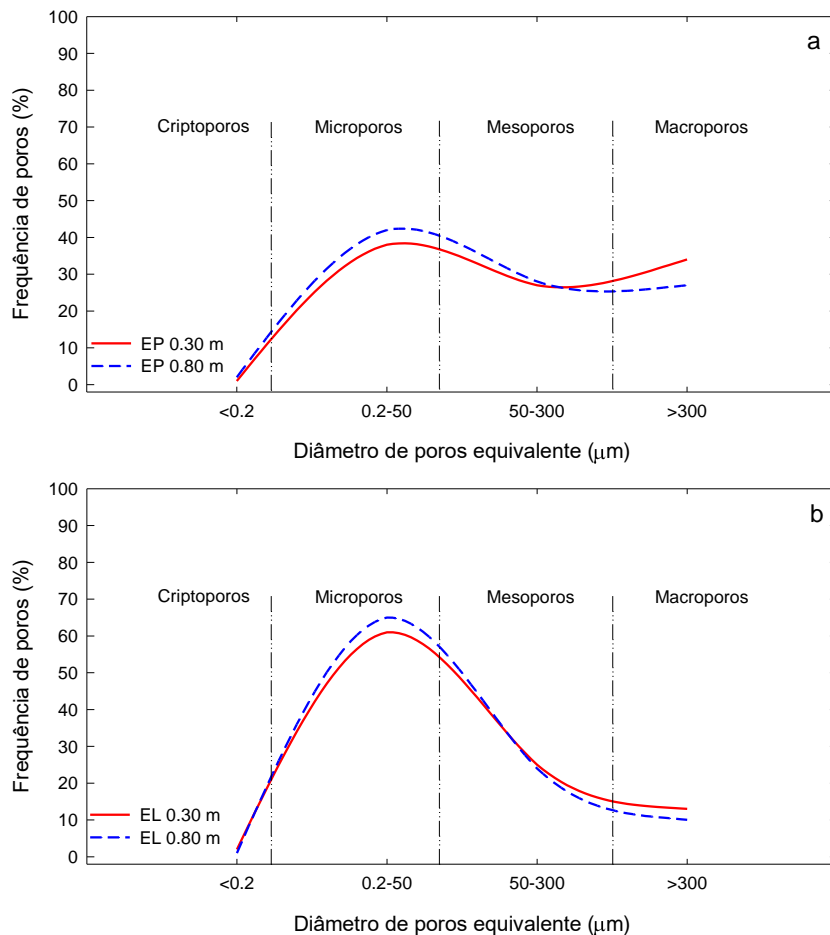 a
100
90
80
70
60
50
40
30
20
10
0
Frequência de poros (%)
Criptoporos Microporos Mesoporos Macroporos
EP 0.30 m
EP 0.80 m
<0.2 0.2-50 50-300 >300
Diâmetro de poros equivalente (μm)
b
100
90
80
70
60
50
40
30
20
10
0
Frequência de poros (%)
Criptoporos Microporos Mesoporos Macroporos
EL 0.30 m
EL 0.80 m
<0.2 0.2-50 50-300 >300
Diâmetro de poros equivalente (μm)